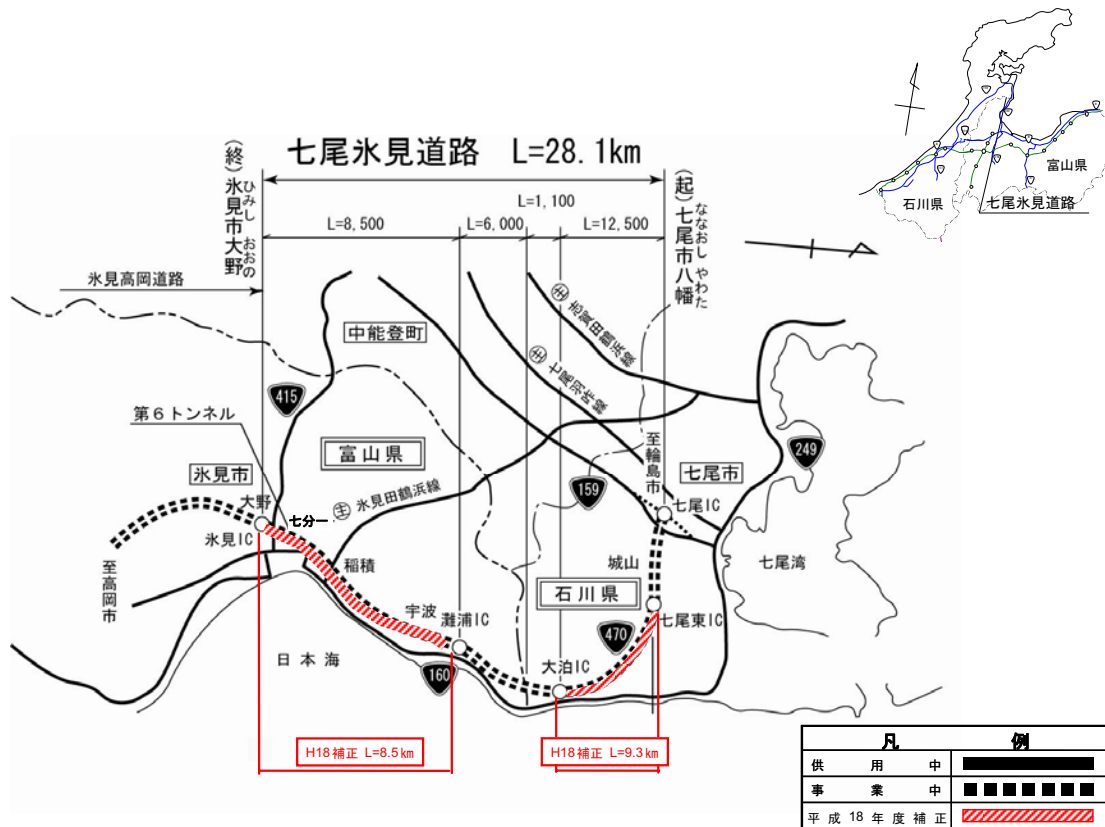 七尾氷見道路 L=28.1km
(終)氷見市大野
ひみし おおの
(起)七尾市八幡
ななおし やわた
L=1,100
L=8,500
L=6,000
L=12,500
氷見高岡道路
中能登町
主 志賀田鶴浜線
主 七尾羽咋線
415
第6トンネル
富山県
氷見市
主 氷見田鶴浜線
159
至輪島市
七尾市
249
大野
七分一
七尾IC
氷見IC
稲積
城山
七尾湾
至高岡市
石川県
宇波
灘浦IC
七尾東IC
470
日本海
160
大泊IC
H18補正 L=8.5km
H18補正 L=9.3km
富山県
石川県
七尾氷見道路
凡例
供用中
事業中
平成18年度補正